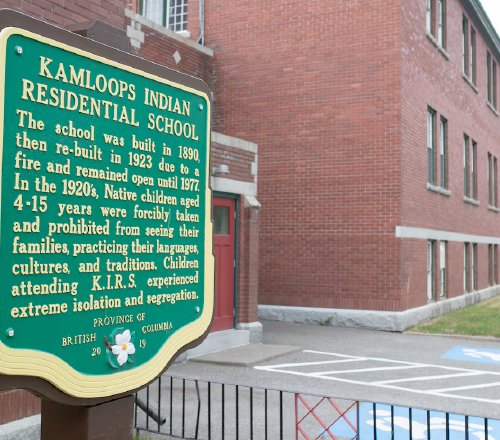 KAMLOOPS INDIAN
RESIDENTIAL SCHOOL
The school was built in 1890,
then re-built in 1923 due to a
fire and remained open until 1977.
In the 1920's, Native children aged
4-15 years were forcibly taken
and prohibited from seeing their
families, practicing their languages,
cultures, and traditions. Children
attending K.I.R.S. experienced
extreme isolation and segregation.
PROVINCE OF
BRITISH COLUMBIA
20 19